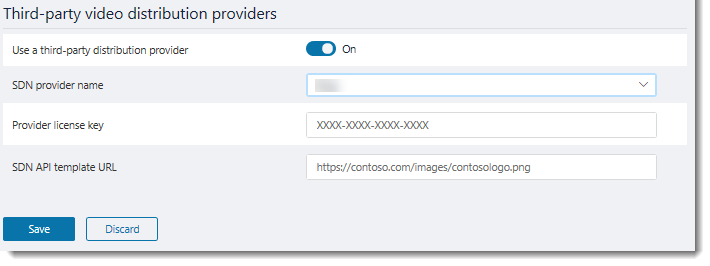 Third-party video distribution providers
Use a third-party distribution provider On
SDN provider name
Provider license key XXXX-XXXX-XXXX-XXXX
SDN API template URL https://contoso.com/images/contosologo.png
Save Discard